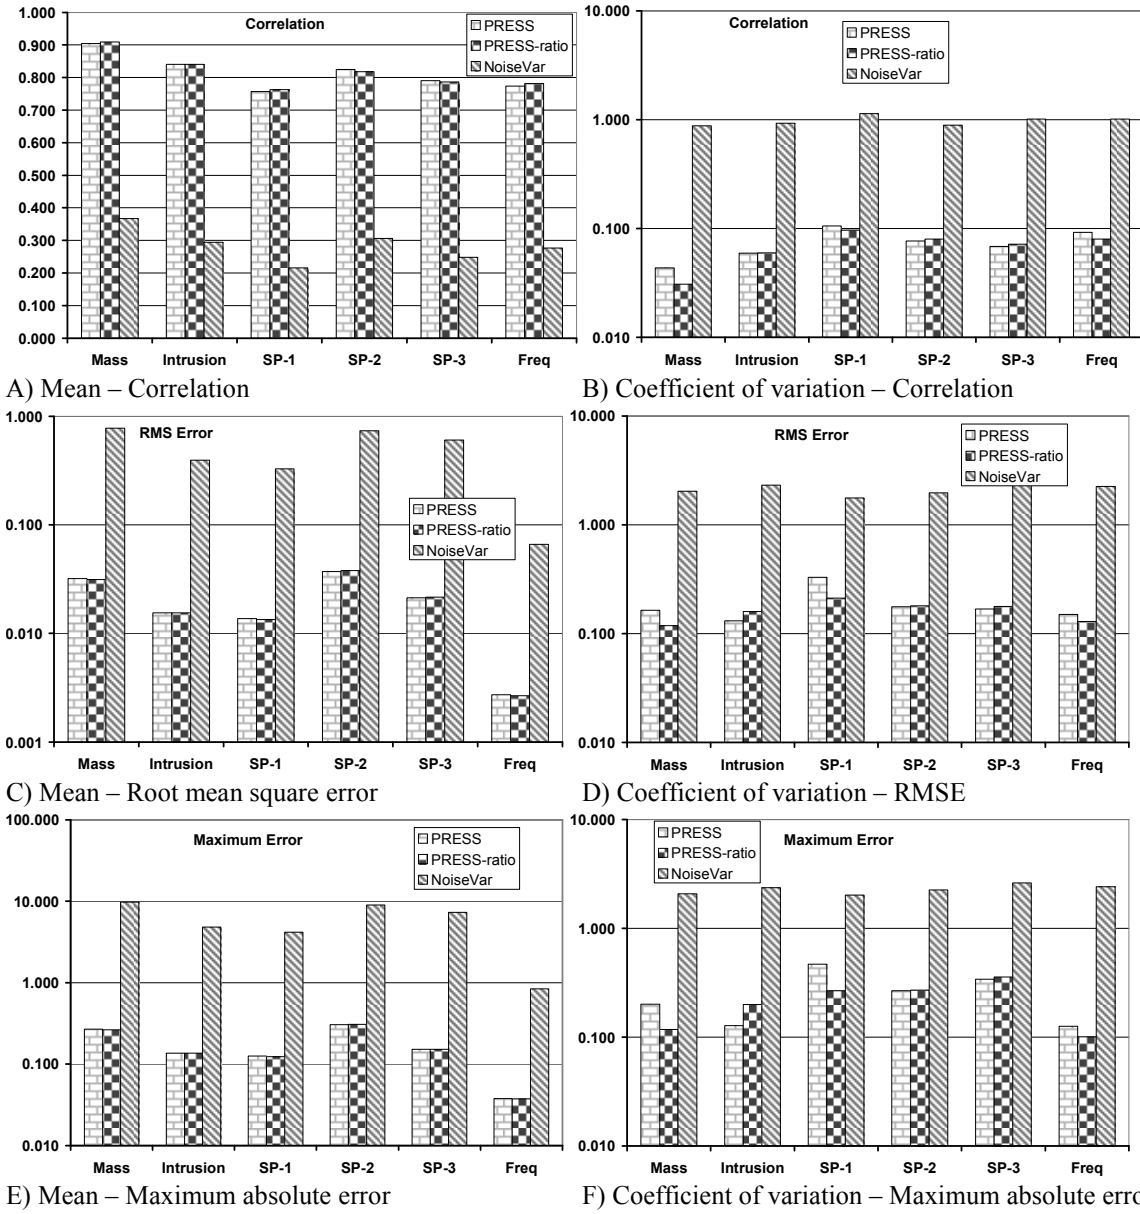 Correlation
PRESS
PRESS-ratio
NoiseVar
1.000
0.900
0.800
0.700
0.600
0.500
0.400
0.300
0.200
0.100
0.000
Mass Intrusion SP-1 SP-2 SP-3 Freq
A) Mean – Correlation
Correlation
PRESS
PRESS-ratio
NoiseVar
10.000
1.000
0.100
0.010
Mass Intrusion SP-1 SP-2 SP-3 Freq
B) Coefficient of variation – Correlation
RMS Error
PRESS
PRESS-ratio
NoiseVar
1.000
0.100
0.010
0.001
Mass Intrusion SP-1 SP-2 SP-3 Freq
C) Mean – Root mean square error
RMS Error
PRESS
PRESS-ratio
NoiseVar
10.000
1.000
0.100
0.010
Mass Intrusion SP-1 SP-2 SP-3 Freq
D) Coefficient of variation – RMSE
Maximum Error
PRESS
PRESS-ratio
NoiseVar
100.000
10.000
1.000
0.100
0.010
Mass Intrusion SP-1 SP-2 SP-3 Freq
E) Mean – Maximum absolute error
Maximum Error
PRESS
PRESS-ratio
NoiseVar
10.000
1.000
0.100
0.010
Mass Intrusion SP-1 SP-2 SP-3 Freq
F) Coefficient of variation – Maximum absolute erro